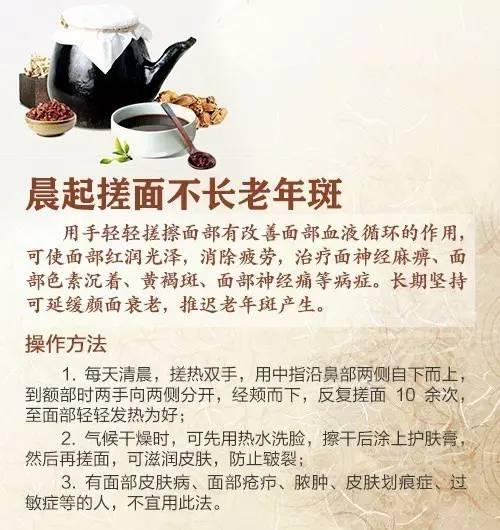 晨起搓面不长老年斑
用手轻轻搓擦面部有改善面部血液循环的作用，
可使面部红润光泽，消除疲劳，治疗面神经麻痹、面
部色素沉着、黄褐斑、面部神经痛等病症。长期坚持
可延缓颜面衰老，推迟老年斑产生。
操作方法
1. 每天清晨，搓热双手，用中指沿鼻部两侧自下而上，
到额部时两手向两侧分开，经颊而下，反复搓面 10 余次，
至面部轻轻发热为好；
2. 气候干燥时，可先用热水洗脸，擦干后涂上护肤膏，
然后再搓面，可滋润皮肤，防止皲裂；
3. 有面部皮肤病、面部疮疖、脓肿、皮肤划痕症、过
敏症等的人，不宜用此法。